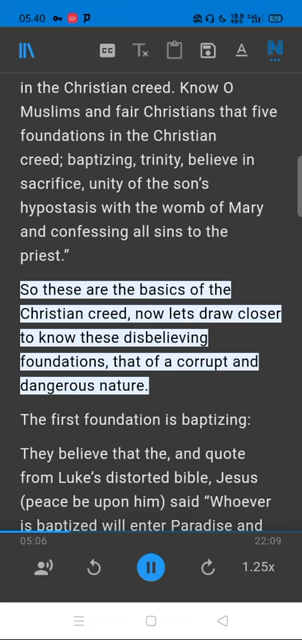 05.40
in the Christian creed. Know O
Muslims and fair Christians that five
foundations in the Christian
creed; baptizing, trinity, believe in
sacrifice, unity of the son's
hypostasis with the womb of Mary
and confessing all sins to the
priest.”
So these are the basics of the
Christian creed, now lets draw closer
to know these disbelieving
foundations, that of a corrupt and
dangerous nature.
The first foundation is baptizing:
They believe that the, and quote
from Luke's distorted bible, Jesus
(peace be upon him) said “Whoever
is baptized will enter Paradise and
05:06
22:09
1.25x